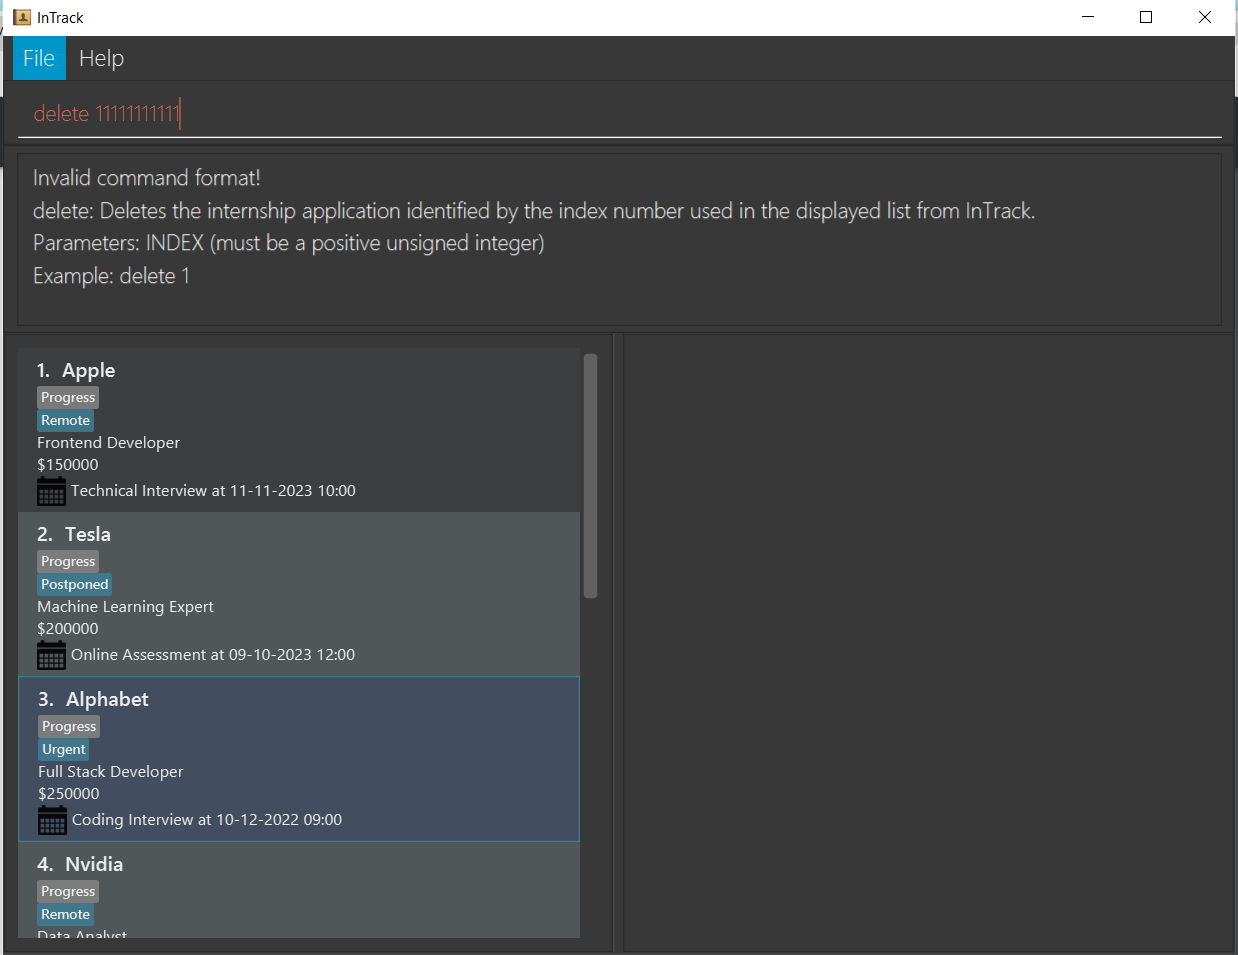 InTrack
File Help
delete 11111111111
Invalid command format!
delete: Deletes the internship application identified by the index number used in the displayed list from InTrack.
Parameters: INDEX (must be a positive unsigned integer)
Example: delete 1
1. Apple
Progress
Remote
Frontend Developer
$150000
Technical Interview at 11-11-2023 10:00
2. Tesla
Progress
Postponed
Machine Learning Expert
$200000
Online Assessment at 09-10-2023 12:00
3. Alphabet
Progress
Urgent
Full Stack Developer
$250000
Coding Interview at 10-12-2022 09:00
4. Nvidia
Progress
Remote
Data Analyst